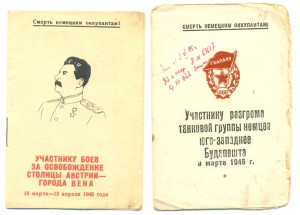 Смерть немецким оккупантам!
УЧАСТНИКУ БОЕВ
ЗА ОСВОБОЖДЕНИЕ
СТОЛИЦЫ АВСТРИИ—
ГОРОДА ВЕНА
16 марта—13 апреля 1945 года
СМЕРТЬ НЕМЕЦКИМ ОККУПАНТАМ!
ГВАРДИЯ
Участнику разгрома
танковой группы немцев
юго-западнее
Будапешта
в марте 1945 г.